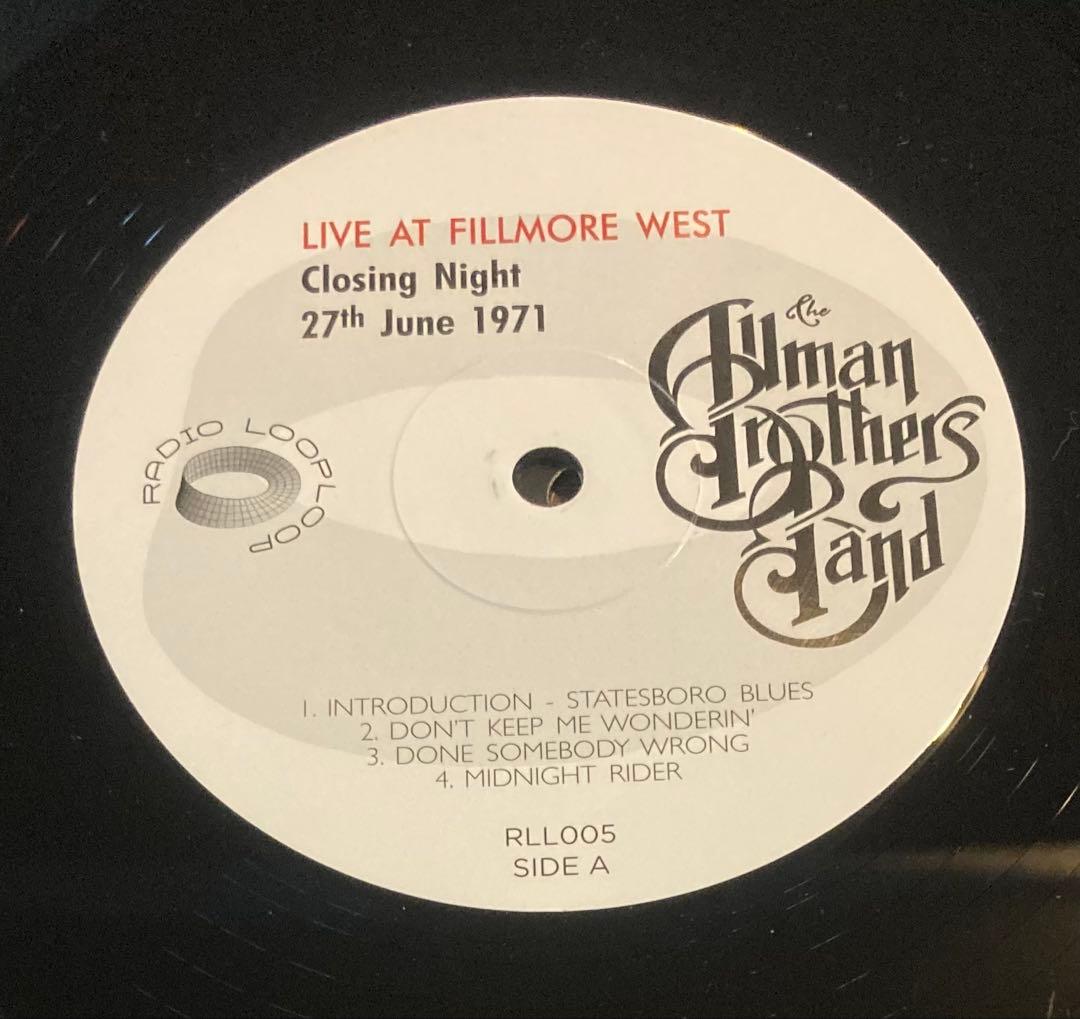 LIVE AT FILLMORE WEST
Closing Night
27th June 1971
The
Allman
Brothers
Band
RADIO LOOPLOOP
1. INTRODUCTION - STATESBORO BLUES
2. DON'T KEEP ME WONDERIN'
3. DONE SOMEBODY WRONG
4. MIDNIGHT RIDER
RLL005
SIDE A